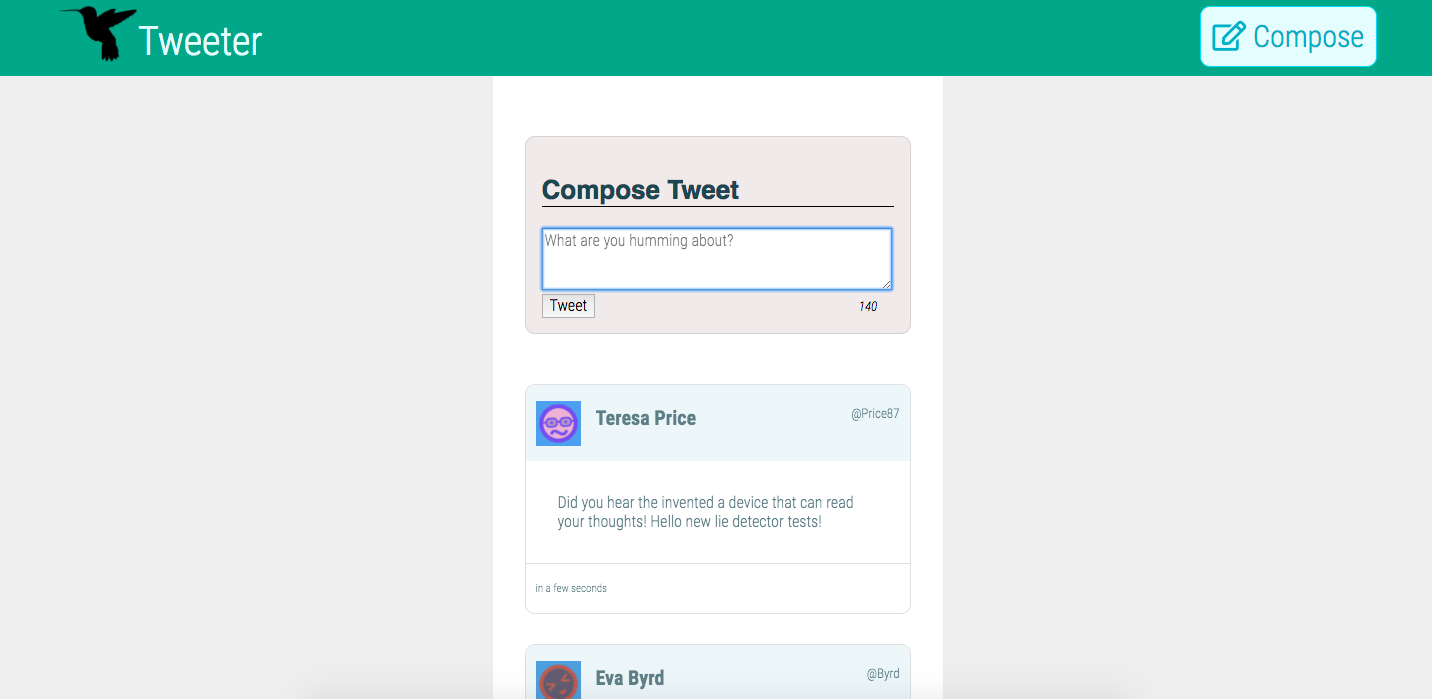 Tweeter
Compose
Compose Tweet
What are you humming about?
Tweet
140
Teresa Price
@Price87
Did you hear the invented a device that can read
your thoughts! Hello new lie detector tests!
in a few seconds
Eva Byrd
@Byrd